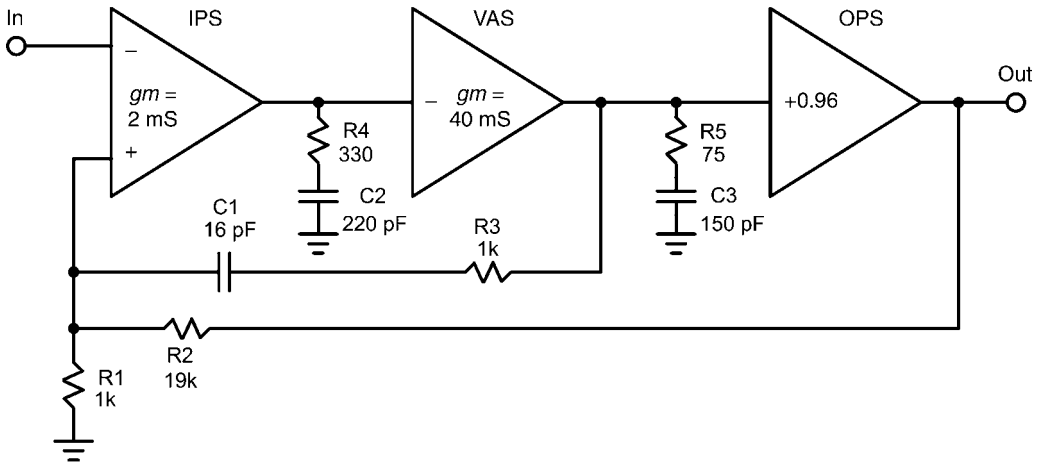 In
IPS
VAS
OPS
Out
−
gm =
2 mS
+
−
gm =
40 mS
+0.96
R4
330
C2
220 pF
R5
75
C3
150 pF
C1
16 pF
R3
1k
R2
19k
R1
1k